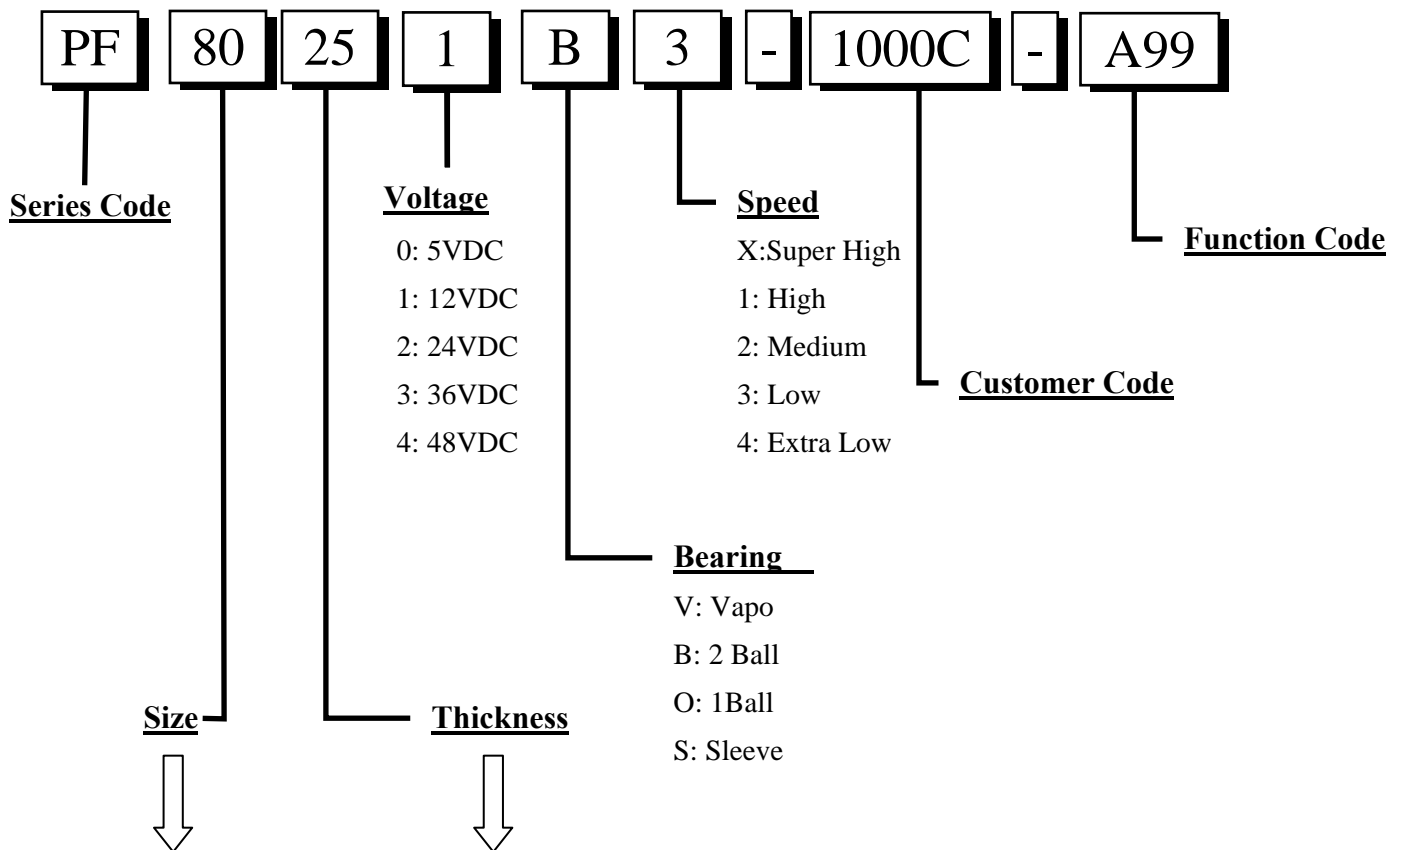 PF 80 25 1 B 3 - 1000C - A99
Series Code
Voltage
0: 5VDC
1: 12VDC
2: 24VDC
3: 36VDC
4: 48VDC
Speed
X:Super High
1: High
2: Medium
3: Low
4: Extra Low
Function Code
Customer Code
Bearing
V: Vapo
B: 2 Ball
O: 1Ball
S: Sleeve
Size
Thickness